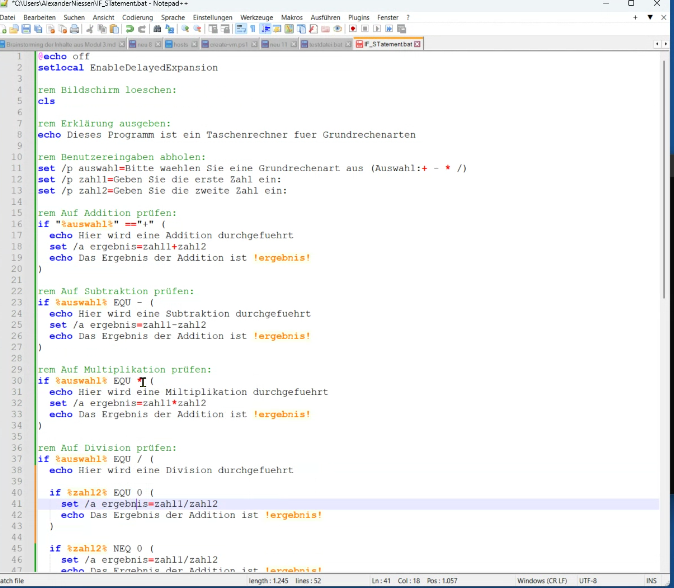 *C:\Users\AlexanderNiessen\IF_STatement.bat - Notepad++
Datei Bearbeiten Suchen Ansicht Codierung Sprache Einstellungen Werkzeuge Makros Ausführen Plugins Fenster ?
IF_STatement.bat
1 @echo off
2 setlocal EnableDelayedExpansion
3
4 rem Bildschirm loeschen:
5 cls
6
7 rem Erklärung ausgeben:
8 echo Dieses Programm ist ein Taschenrechner fuer Grundrechenarten
9
10 rem Benutzereingaben abholen:
11 set /p auswahl=Bitte waehlen Sie eine Grundrechenart aus (Auswahl:+ - * /)
12 set /p zahl1=Geben Sie die erste Zahl ein:
13 set /p zahl2=Geben Sie die zweite Zahl ein:
14
15 rem Auf Addition prüfen:
16 if "%auswahl%" =="+" (
17 echo Hier wird eine Addition durchgefuehrt
18 set /a ergebnis=zahl1+zahl2
19 echo Das Ergebnis der Addition ist !ergebnis!
20 )
21
22 rem Auf Subtraktion prüfen:
23 if %auswahl% EQU - (
24 echo Hier wird eine Subtraktion durchgefuehrt
25 set /a ergebnis=zahl1-zahl2
26 echo Das Ergebnis der Addition ist !ergebnis!
27 )
28
29 rem Auf Multiplikation prüfen:
30 if %auswahl% EQU * (
31 echo Hier wird eine Miltiplikation durchgefuehrt
32 set /a ergebnis=zahl1*zahl2
33 echo Das Ergebnis der Addition ist !ergebnis!
34 )
35
36 rem Auf Division prüfen:
37 if %auswahl% EQU / (
38 echo Hier wird eine Division durchgefuehrt
39
40 if %zahl2% EQU 0 (
41 set /a ergebnis=zahl1/zahl2
42 echo Das Ergebnis der Addition ist !ergebnis!
43 )
44
45 if %zahl2% NEQ 0 (
46 set /a ergebnis=zahl1/zahl2
47 echo Das Ergebnis der Addition ist !ergebnis!
atch file length : 1.245 lines : 52 Ln : 41 Col : 18 Pos : 1.057 Windows (CR LF) UTF-8 INS